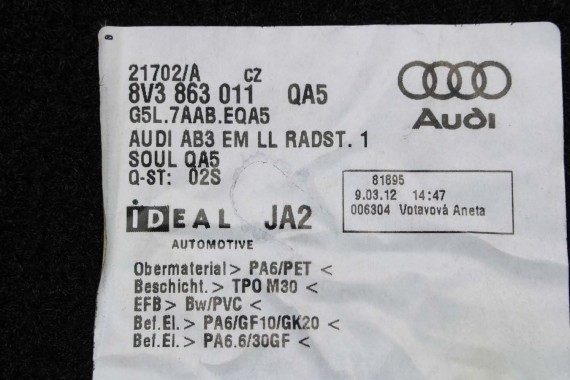 21702/A CZ
8V3 863 011 QA5
G5L.7AAB.EQA5
AUDI AB3 EM LL RADST. 1
SOUL QA5
Q-ST: 02S
Audi
81895
9.03.12 14:47
006304 Votavová Aneta
iDEAL JA2
AUTOMOTIVE
Obermaterial> PA6/PET <
Beschicht.> TPO M30 <
EFB> Bw/PVC <
Bef.El.> PA6/GF10/GK20 <
Bef.El.> PA6.6/30GF <